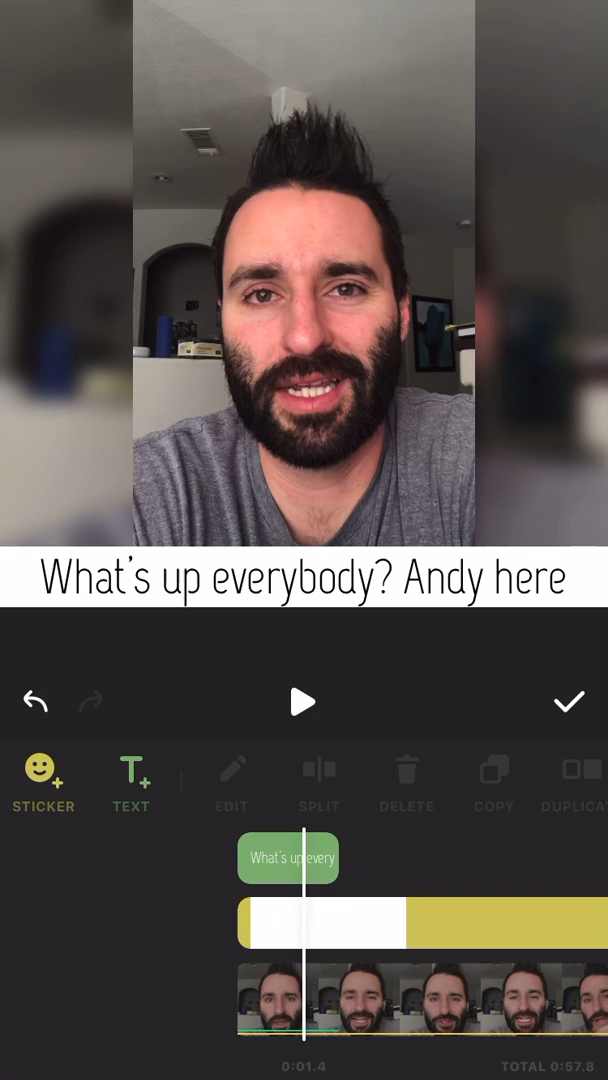 What's up everybody? Andy here
STICKER
TEXT
EDIT
SPLIT
DELETE
COPY
DUPLICA
What's up every
0:01.4
TOTAL 0:57.8